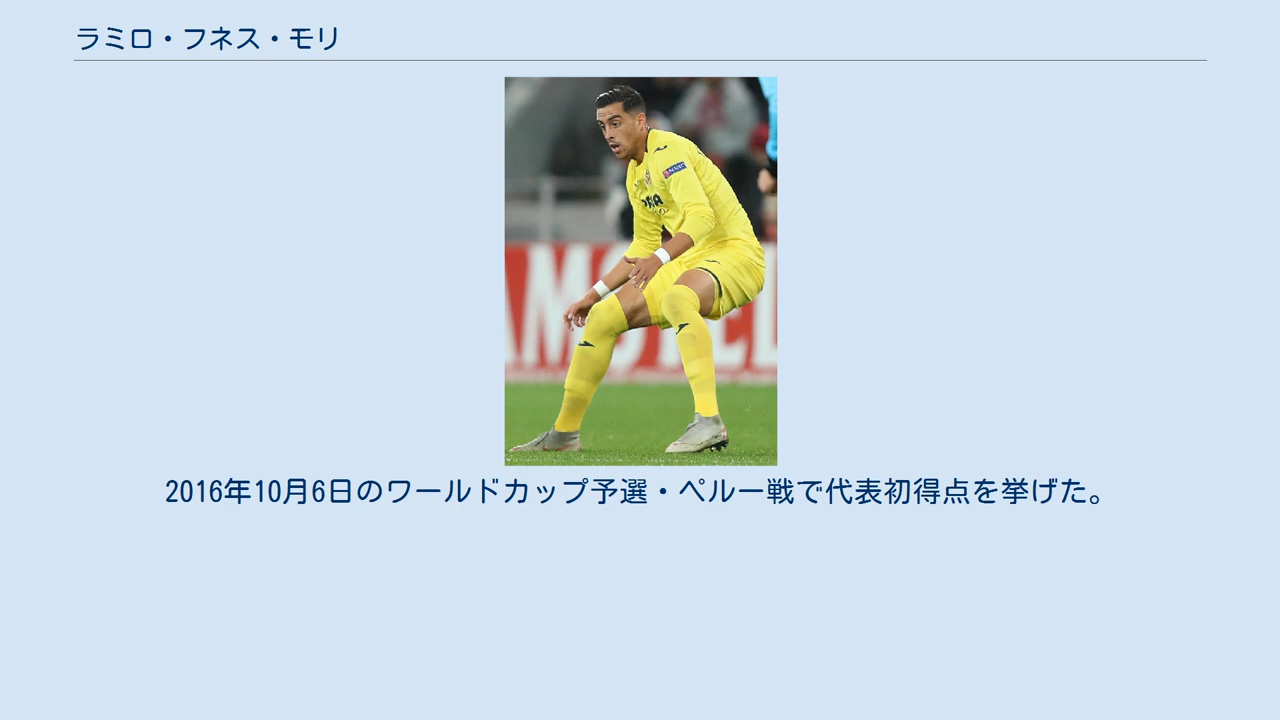 ラミロ・フネス・モリ
2016年10月6日のワールドカップ予選・ペルー戦で代表初得点を挙げた。